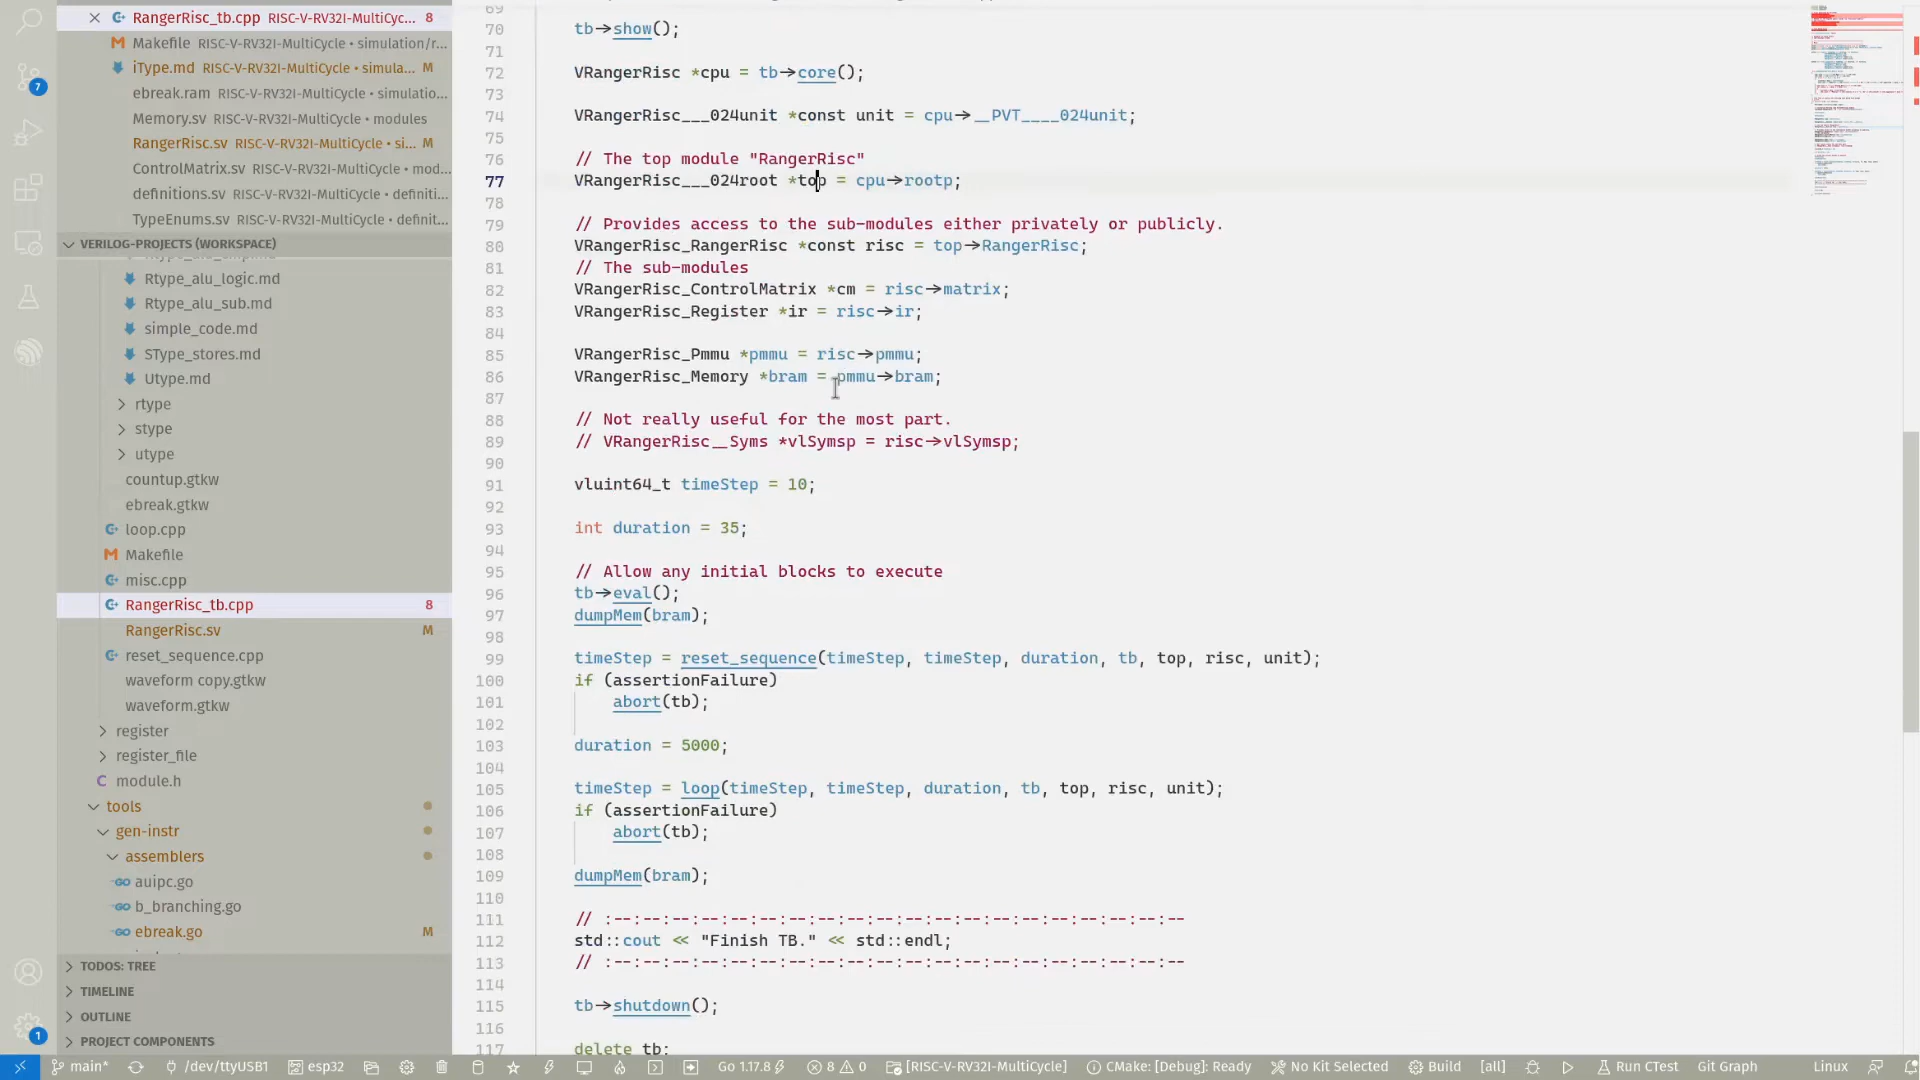 RangerRisc_tb.cpp RISC-V-RV32I-MultiCyc... 8
Makefile RISC-V-RV32I-MultiCycle • simulation/r...
iType.md RISC-V-RV32I-MultiCycle • simula... M
ebreak.ram RISC-V-RV32I-MultiCycle • simulatio...
Memory.sv RISC-V-RV32I-MultiCycle • modules
RangerRisc.sv RISC-V-RV32I-MultiCycle • si... M
ControlMatrix.sv RISC-V-RV32I-MultiCycle • mod...
definitions.sv RISC-V-RV32I-MultiCycle • definiti...
TypeEnums.sv RISC-V-RV32I-MultiCycle • definit...
VERILOG-PROJECTS (WORKSPACE)
Rtype_alu_logic.md
Rtype_alu_sub.md
simple_code.md
SType_stores.md
Utype.md
rtype
stype
utype
countup.gtkw
ebreak.gtkw
loop.cpp
Makefile
misc.cpp
RangerRisc_tb.cpp 8
RangerRisc.sv M
reset_sequence.cpp
waveform copy.gtkw
waveform.gtkw
register
register_file
module.h
tools
gen-instr
assemblers
auipc.go
b_branching.go
ebreak.go M
TODOS: TREE
TIMELINE
OUTLINE
PROJECT COMPONENTS
7
1
69
70 tb->show();
71
72 VRangerRisc *cpu = tb->core();
73
74 VRangerRisc___024unit *const unit = cpu->__PVT____024unit;
75
76 // The top module "RangerRisc"
77 VRangerRisc___024root *top = cpu->rootp;
78
79 // Provides access to the sub-modules either privately or publicly.
80 VRangerRisc_RangerRisc *const risc = top->RangerRisc;
81 // The sub-modules
82 VRangerRisc_ControlMatrix *cm = risc->matrix;
83 VRangerRisc_Register *ir = risc->ir;
84
85 VRangerRisc_Pmmu *pmmu = risc->pmmu;
86 VRangerRisc_Memory *bram = pmmu->bram;
87
88 // Not really useful for the most part.
89 // VRangerRisc__Syms *vlSymsp = risc->vlSymsp;
90
91 vluint64_t timeStep = 10;
92
93 int duration = 35;
94
95 // Allow any initial blocks to execute
96 tb->eval();
97 dumpMem(bram);
98
99 timeStep = reset_sequence(timeStep, timeStep, duration, tb, top, risc, unit);
100 if (assertionFailure)
101 abort(tb);
102
103 duration = 5000;
104
105 timeStep = loop(timeStep, timeStep, duration, tb, top, risc, unit);
106 if (assertionFailure)
107 abort(tb);
108
109 dumpMem(bram);
110
111 // :--:--:--:--:--:--:--:--:--:--:--:--:--:--:--:--:--:--:--:--
112 std::cout << "Finish TB." << std::endl;
113 // :--:--:--:--:--:--:--:--:--:--:--:--:--:--:--:--:--:--:--:--
114
115 tb->shutdown();
116
117 delete tb;
main* /dev/ttyUSB1 esp32 Go 1.17.8 8 0 [RISC-V-RV32I-MultiCycle] CMake: [Debug]: Ready No Kit Selected Build [all] Run CTest Git Graph Linux